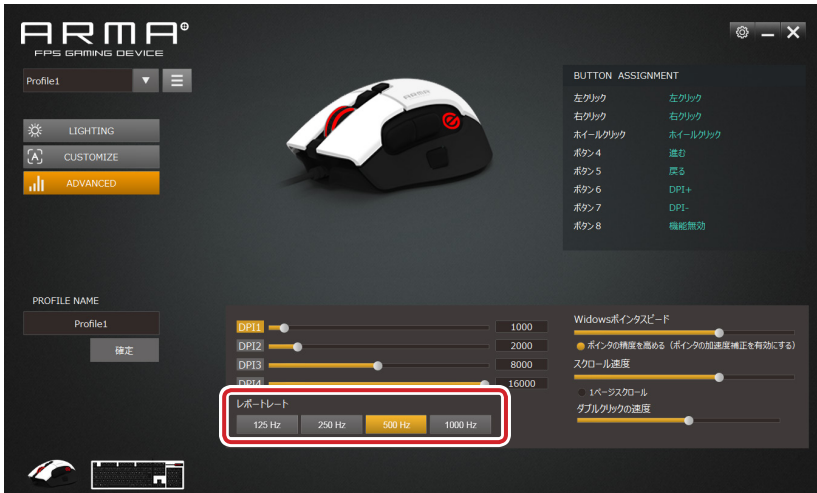 ARMA
FPS GAMING DEVICE
Profile1
LIGHTING
CUSTOMIZE
ADVANCED
ARMA
BUTTON ASSIGNMENT
左クリック 左クリック
右クリック 右クリック
ホイールクリック ホイールクリック
ボタン4 進む
ボタン5 戻る
ボタン6 DPI+
ボタン7 DPI-
ボタン8 機能無効
PROFILE NAME
Profile1
確定
DPI1 1000
DPI2 2000
DPI3 8000
DPI4 16000
レポートレート
125 Hz 250 Hz 500 Hz 1000 Hz
Widowsポインタスピード
ポインタの精度を高める（ポインタの加速度補正を有効にする）
スクロール速度
1ページスクロール
ダブルクリックの速度